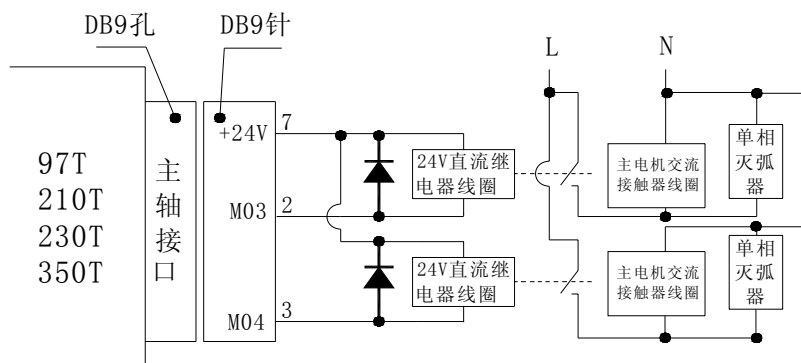 DB9孔
DB9针
L
N
97T
210T
230T
350T
主轴接口
+24V
7
M03
2
M04
3
24V直流继
电器线圈
主电机交流
接触器线圈
单相
灭弧
器
24V直流继
电器线圈
主电机交流
接触器线圈
单相
灭弧
器